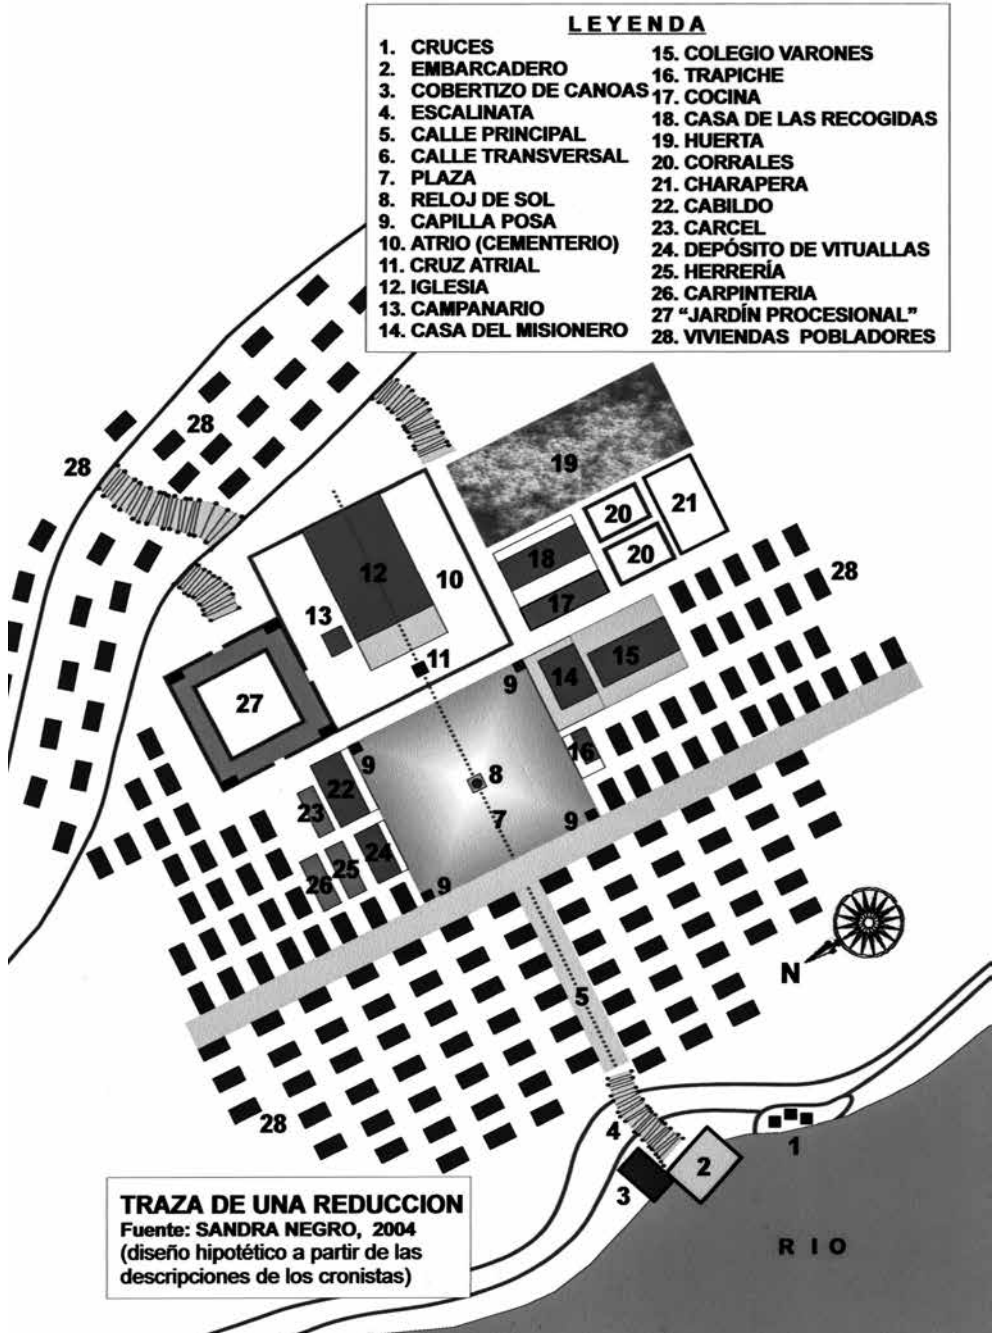 LEYENDA
1. CRUCES
2. EMBARCADERO
3. COBERTIZO DE CANOAS
4. ESCALINATA
5. CALLE PRINCIPAL
6. CALLE TRANSVERSAL
7. PLAZA
8. RELOJ DE SOL
9. CAPILLA POSA
10. ATRIO (CEMENTERIO)
11. CRUZ ATRIAL
12. IGLESIA
13. CAMPANARIO
14. CASA DEL MISIONERO
15. COLEGIO VARONES
16. TRAPICHE
17. COCINA
18. CASA DE LAS RECOGIDAS
19. HUERTA
20. CORRALES
21. CHARAPERA
22. CABILDO
23. CARCEL
24. DEPÓSITO DE VITUALLAS
25. HERRERÍA
26. CARPINTERIA
27 “JARDÍN PROCESIONAL”
28. VIVIENDAS POBLADORES
28
28
19
21
20
20
18
17
12
10
13
11
28
15
14
9
27
16
9
8
7
9
22
23
24
25
26
9
N
5
28
4
1
2
3
RIO
TRAZA DE UNA REDUCCION
Fuente: SANDRA NEGRO, 2004
(diseño hipotético a partir de las
descripciones de los cronistas)